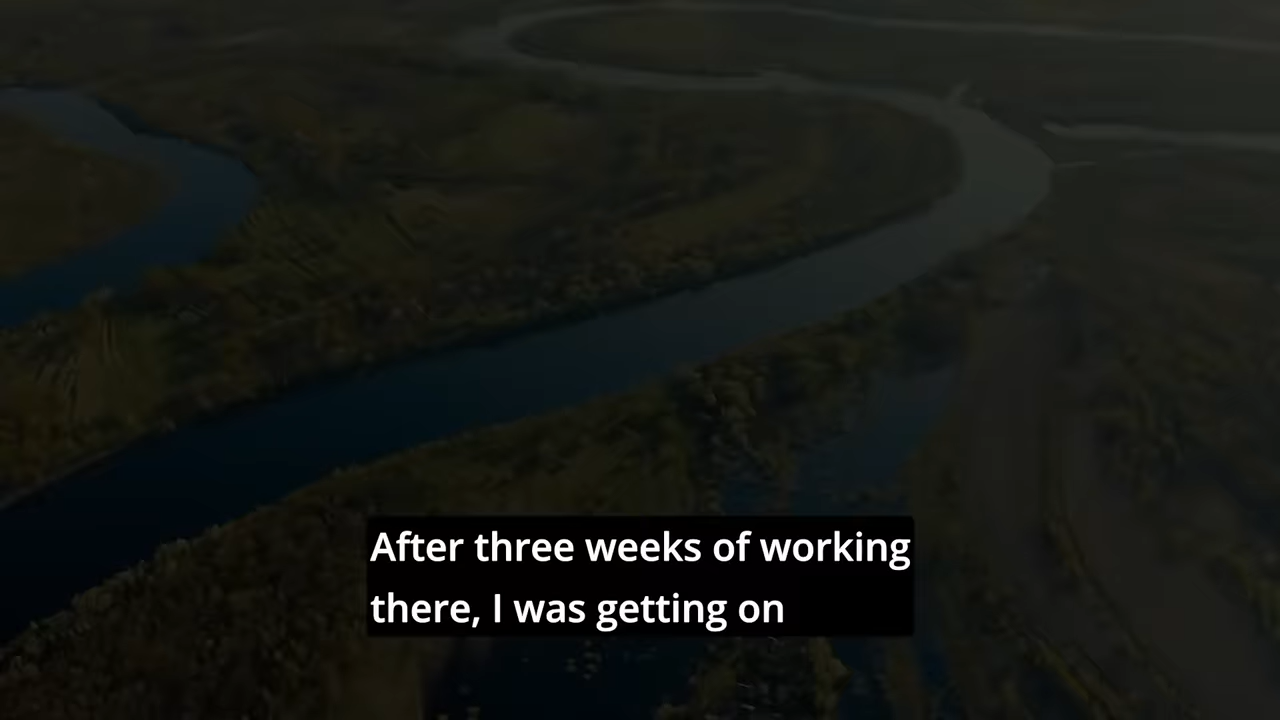 After three weeks of working
there, I was getting on